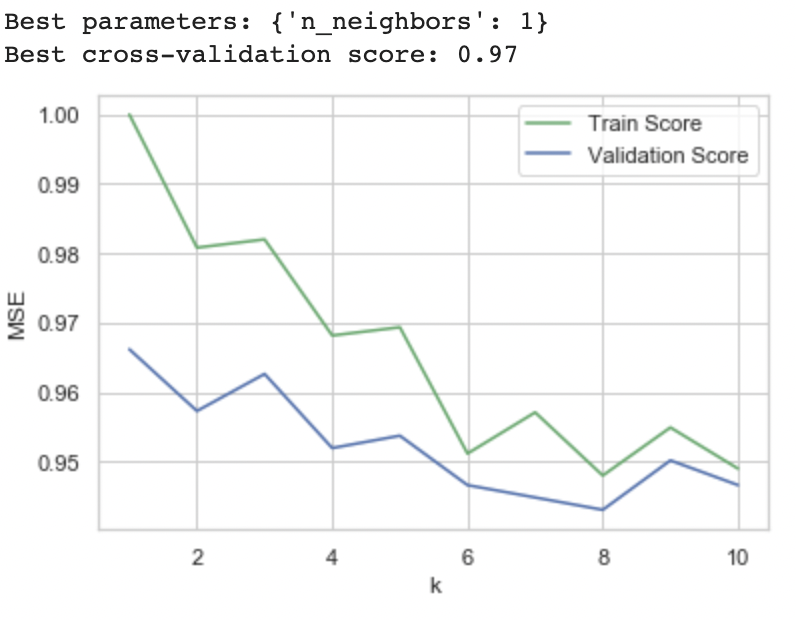 Best parameters: {'n_neighbors': 1}
Best cross-validation score: 0.97
1.00
0.99
0.98
0.97
0.96
0.95
MSE
Train Score
Validation Score
2
4
6
8
10
k